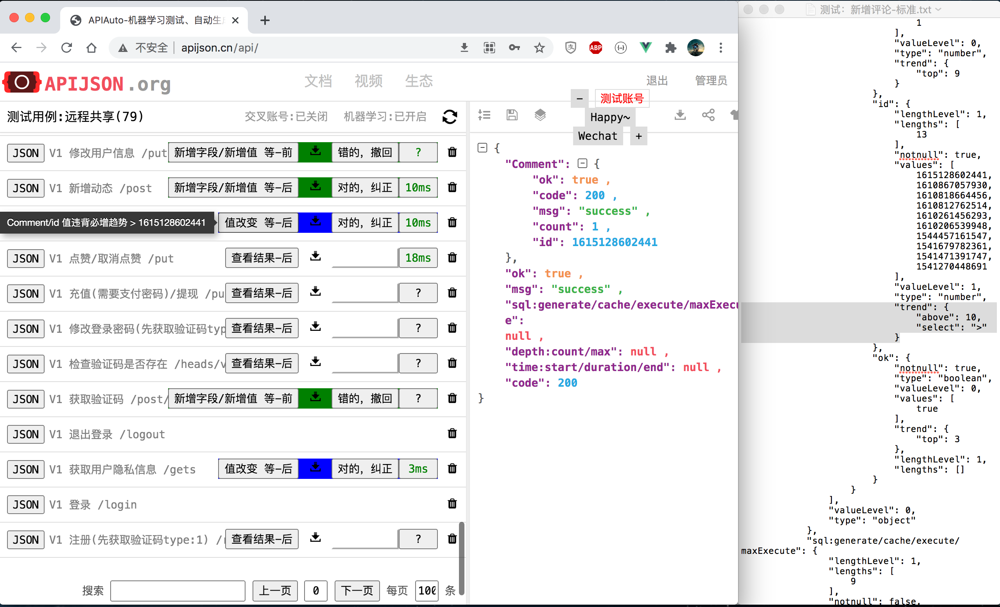 APIAuto-机器学习测试、自动生
不安全
apijson.cn/api/
ABP
APIJSON.org
文档 视频 生态
退出 管理员
测试用例:远程共享(79) 交叉账号:已关闭 机器学习:已开启
- 测试账号
Happy~
Wechat +
JSON V1 修改用户信息 /put 新增字段/新增值 等-前 错的, 撤回 ?
JSON V1 新增动态 /post 新增字段/新增值 等-后 对的, 纠正 10ms
Comment/id 值违背必增趋势 > 1615128602441 值改变 等-后 对的, 纠正 10ms
JSON V1 点赞/取消点赞 /put 查看结果-后 18ms
JSON V1 充值(需要支付密码)/提现 /pu 查看结果-后 ?
JSON V1 修改登录密码(先获取验证码typ 查看结果-后 ?
JSON V1 检查验证码是否存在 /heads/v 查看结果-后 ?
JSON V1 获取验证码 /post/ 新增字段/新增值 等-前 错的, 撤回 ?
JSON V1 退出登录 /logout
JSON V1 获取用户隐私信息 /gets 值改变 等-后 对的, 纠正 3ms
JSON V1 登录 /login
JSON V1 注册(先获取验证码type:1) /r 查看结果-后 ?
搜索 上一页 0 下一页 每页 100 条
{
"Comment": {
"ok": true ,
"code": 200 ,
"msg": "success" ,
"count": 1 ,
"id": 1615128602441
},
"ok": true ,
"msg": "success" ,
"sql:generate/cache/execute/maxExecu
e":
null ,
"depth:count/max": null ,
"time:start/duration/end": null ,
"code": 200
}
测试：新增评论-标准.txt
1
],
"valueLevel": 0,
"type": "number",
"trend": {
"top": 9
}
},
"id": {
"lengthLevel": 1,
"lengths": [
13
],
"notnull": true,
"values": [
1615128602441,
1610867057930,
1610818664456,
1610812762514,
1610261456293,
1610206539948,
1544457161547,
1541679782361,
1541471391747,
1541270448691
],
"valueLevel": 1,
"type": "number",
"trend": {
"above": 10,
"select": ">"
}
},
"ok": {
"notnull": true,
"type": "boolean",
"valueLevel": 0,
"values": [
true
],
"trend": {
"top": 3
},
"lengthLevel": 1,
"lengths": []
}
}
],
"valueLevel": 0,
"type": "object"
},
"sql:generate/cache/execute/
maxExecute": {
"lengthLevel": 1,
"lengths": [
9
],
"notnull": false,